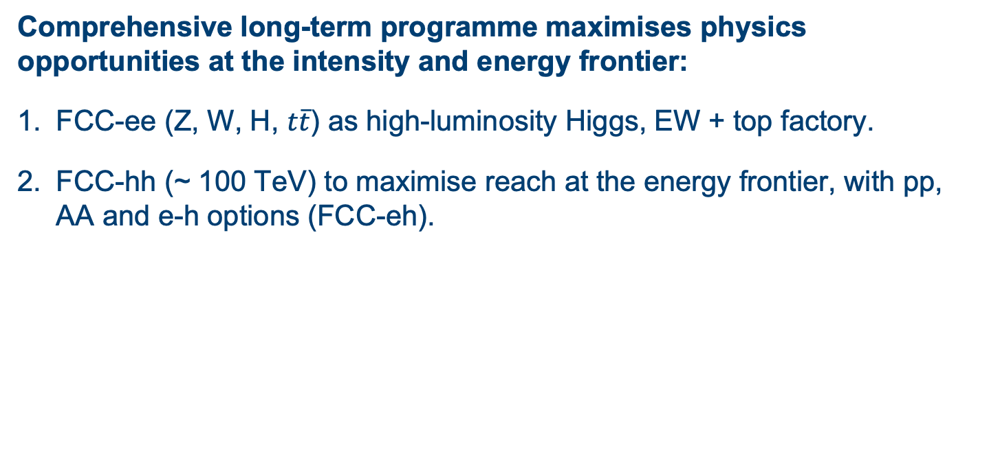 Comprehensive long-term programme maximises physics
opportunities at the intensity and energy frontier:
1. FCC-ee (Z, W, H, tt̄) as high-luminosity Higgs, EW + top factory.
2. FCC-hh (~ 100 TeV) to maximise reach at the energy frontier, with pp,
AA and e-h options (FCC-eh).